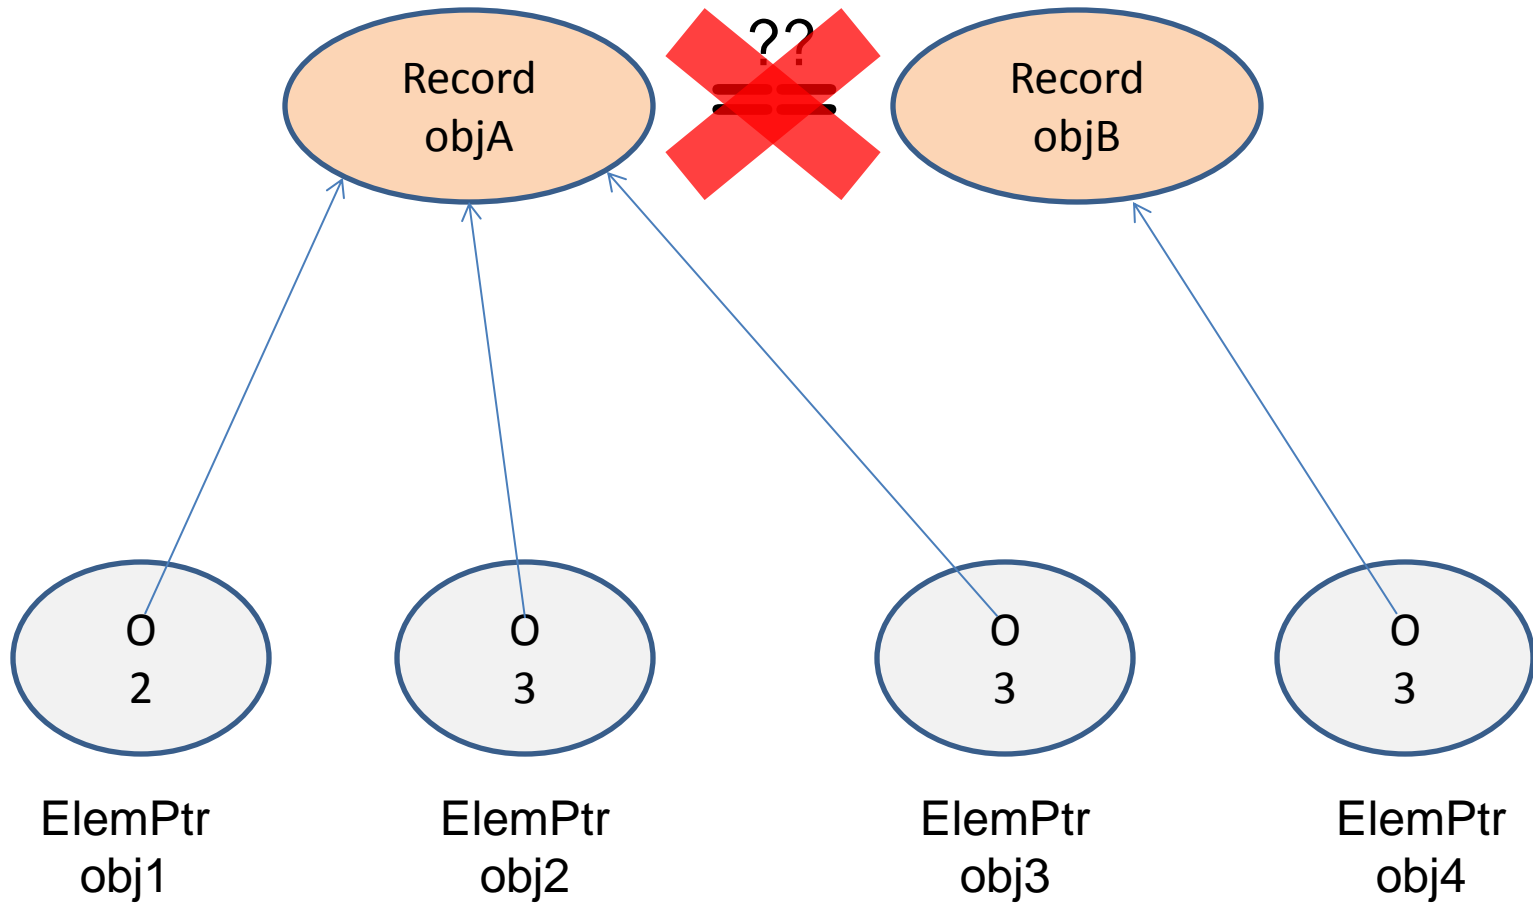 Record
objA
??
==
Record
objB
O
2
O
3
O
3
O
3
ElemPtr
obj1
ElemPtr
obj2
ElemPtr
obj3
ElemPtr
obj4